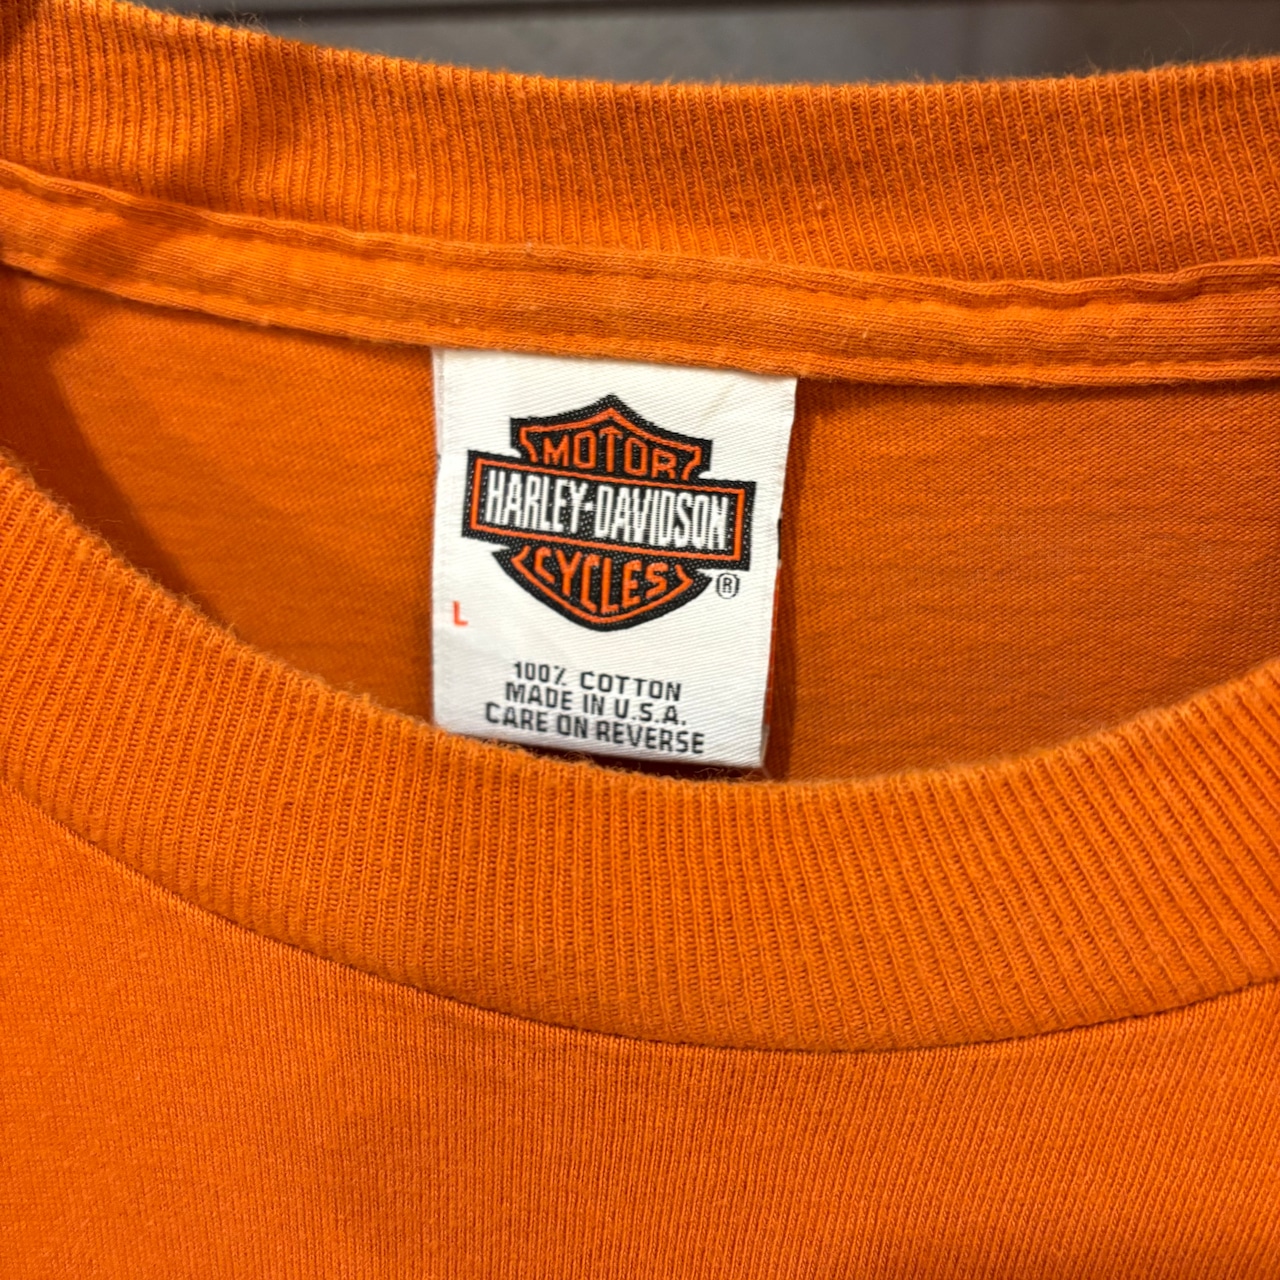 MOTOR
HARLEY-DAVIDSON
CYCLES
®
L
100% COTTON
MADE IN U.S.A.
CARE ON REVERSE